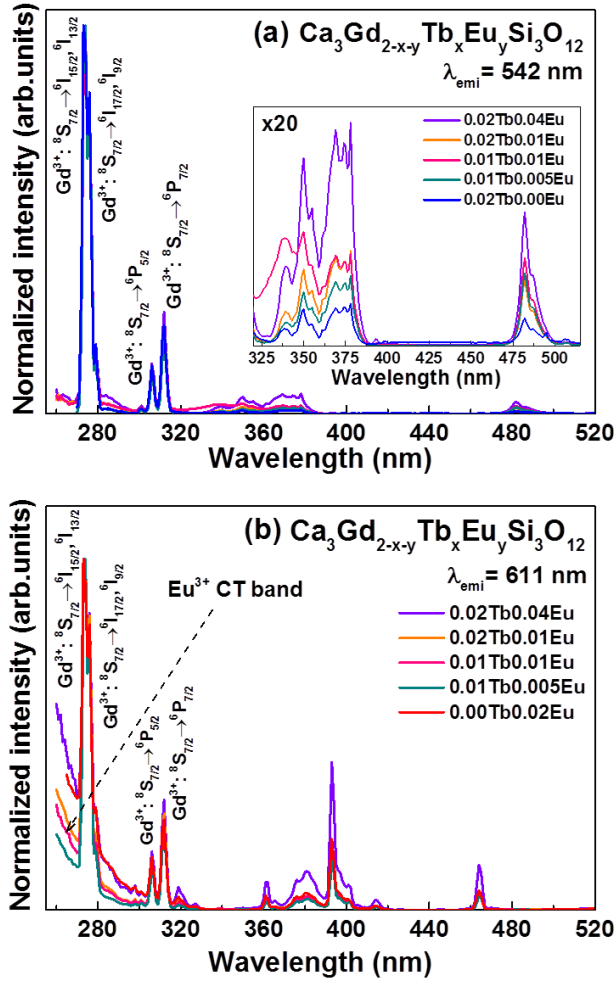 (a) Ca₃Gd₂₋ₓ₋ᵧTbₓEuᵧSi₃O₁₂
λemi= 542 nm
Normalized intensity (arb.units)
Gd³⁺: ⁸S₇/₂→⁶I₁₅/₂, ⁶I₁₃/₂
Gd³⁺: ⁸S₇/₂→⁶I₁₇/₂, ⁶I₉/₂
Gd³⁺: ⁸S₇/₂→⁶P₅/₂
Gd³⁺: ⁸S₇/₂→⁶P₇/₂
x20
0.02Tb0.04Eu
0.02Tb0.01Eu
0.01Tb0.01Eu
0.01Tb0.005Eu
0.02Tb0.00Eu
320 350 375 400 425 450 475 500
Wavelength (nm)
280 320 360 400 440 480 520
Wavelength (nm)
(b) Ca₃Gd₂₋ₓ₋ᵧTbₓEuᵧSi₃O₁₂
λemi= 611 nm
Normalized intensity (arb.units)
Gd³⁺: ⁸S₇/₂→⁶I₁₅/₂, ⁶I₁₃/₂
Gd³⁺: ⁸S₇/₂→⁶I₁₇/₂, ⁶I₉/₂
Eu³⁺ CT band
Gd³⁺: ⁸S₇/₂→⁶P₅/₂
Gd³⁺: ⁸S₇/₂→⁶P₇/₂
0.02Tb0.04Eu
0.02Tb0.01Eu
0.01Tb0.01Eu
0.01Tb0.005Eu
0.00Tb0.02Eu
280 320 360 400 440 480 520
Wavelength (nm)